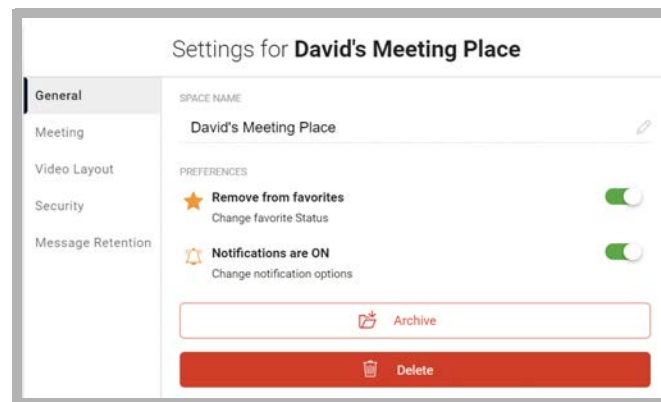 Settings for David's Meeting Place
General
Meeting
Video Layout
Security
Message Retention
SPACE NAME
David's Meeting Place
PREFERENCES
Remove from favorites
Change favorite Status
Notifications are ON
Change notification options
Archive
Delete